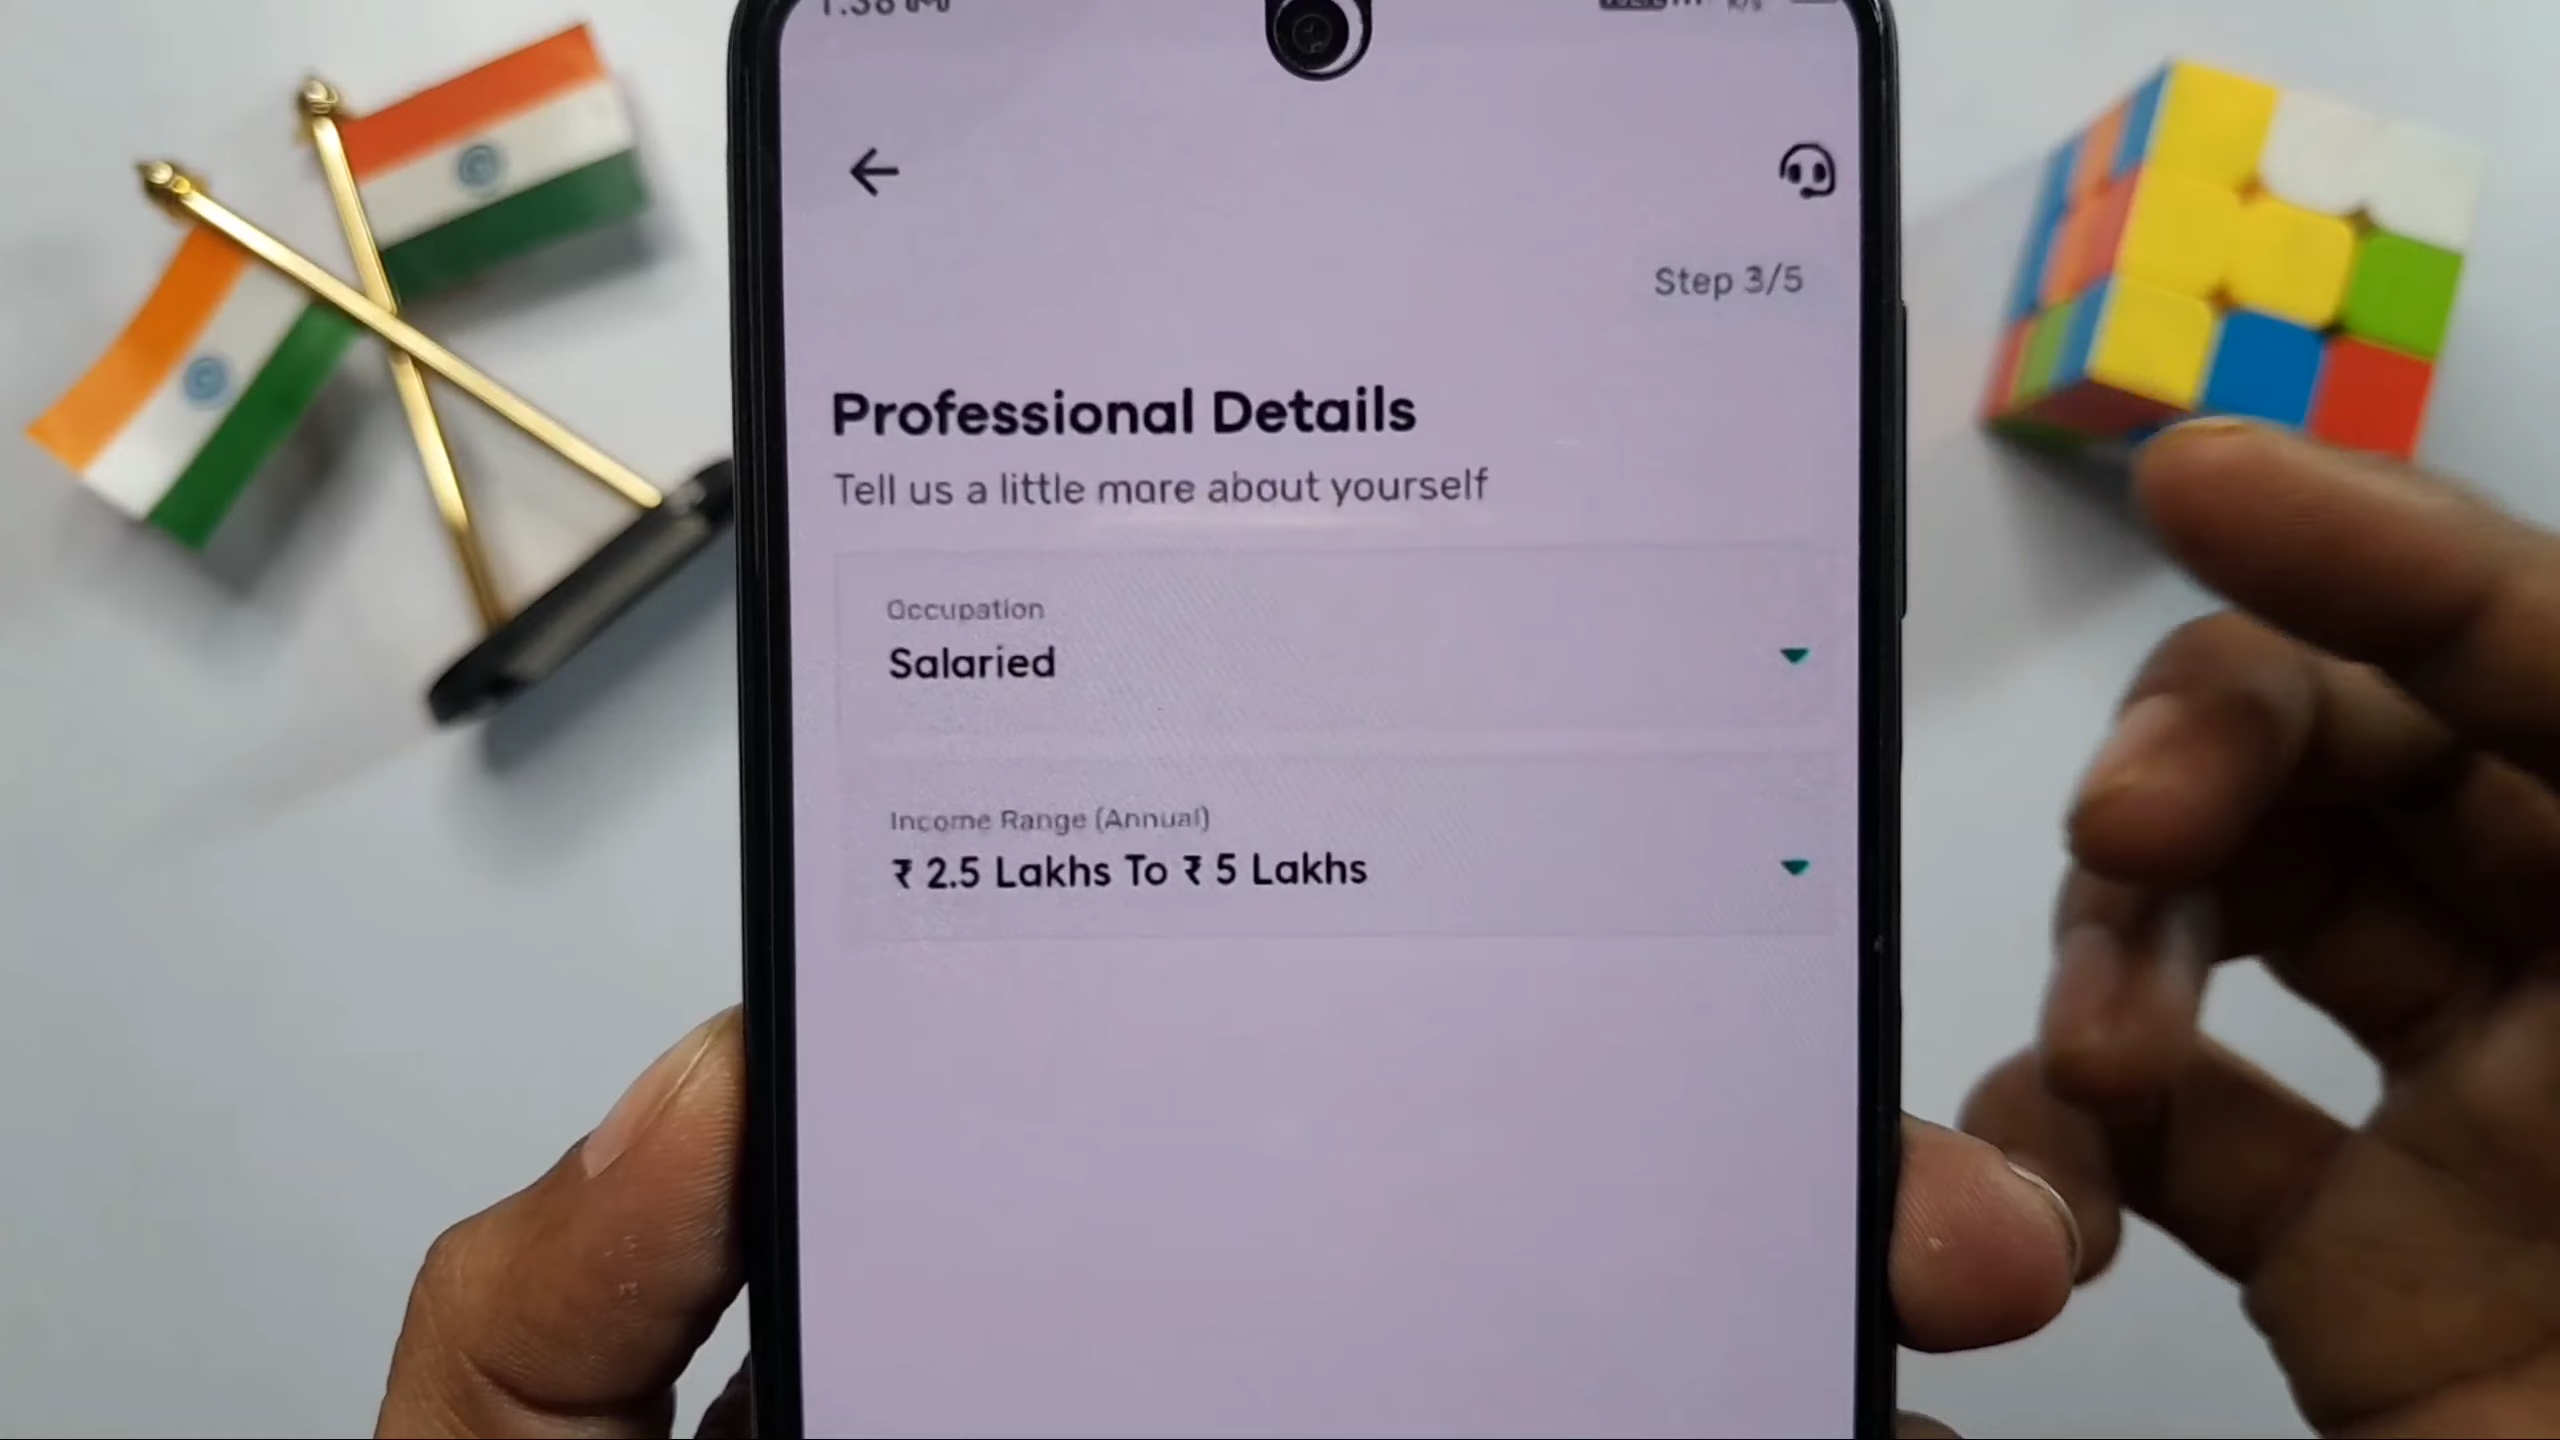 Step 3/5
Professional Details
Tell us a little more about yourself
Occupation
Salaried
Income Range (Annual)
₹ 2.5 Lakhs To ₹ 5 Lakhs